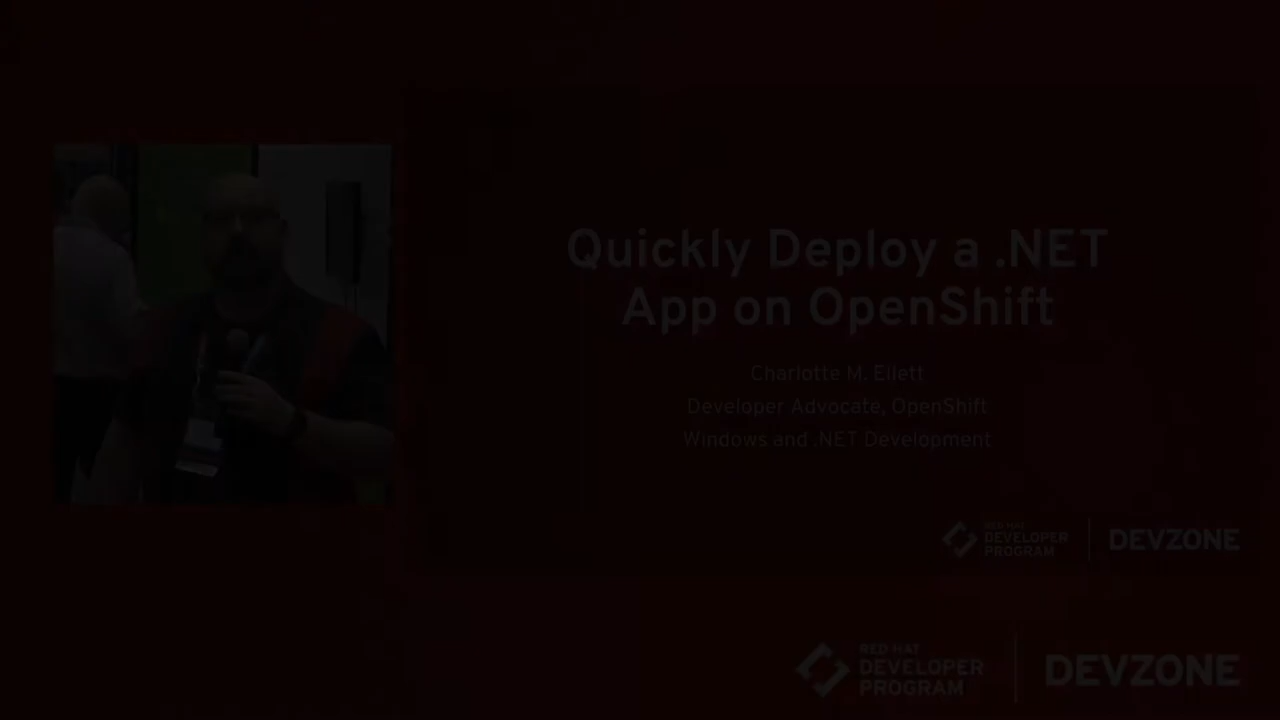 Quickly Deploy a .NET
App on OpenShift
Charlotte M. Ellett
Developer Advocate, OpenShift
Windows and .NET Development
RED HAT
DEVELOPER
PROGRAM
DEVZONE
RED HAT
DEVELOPER
PROGRAM
DEVZONE